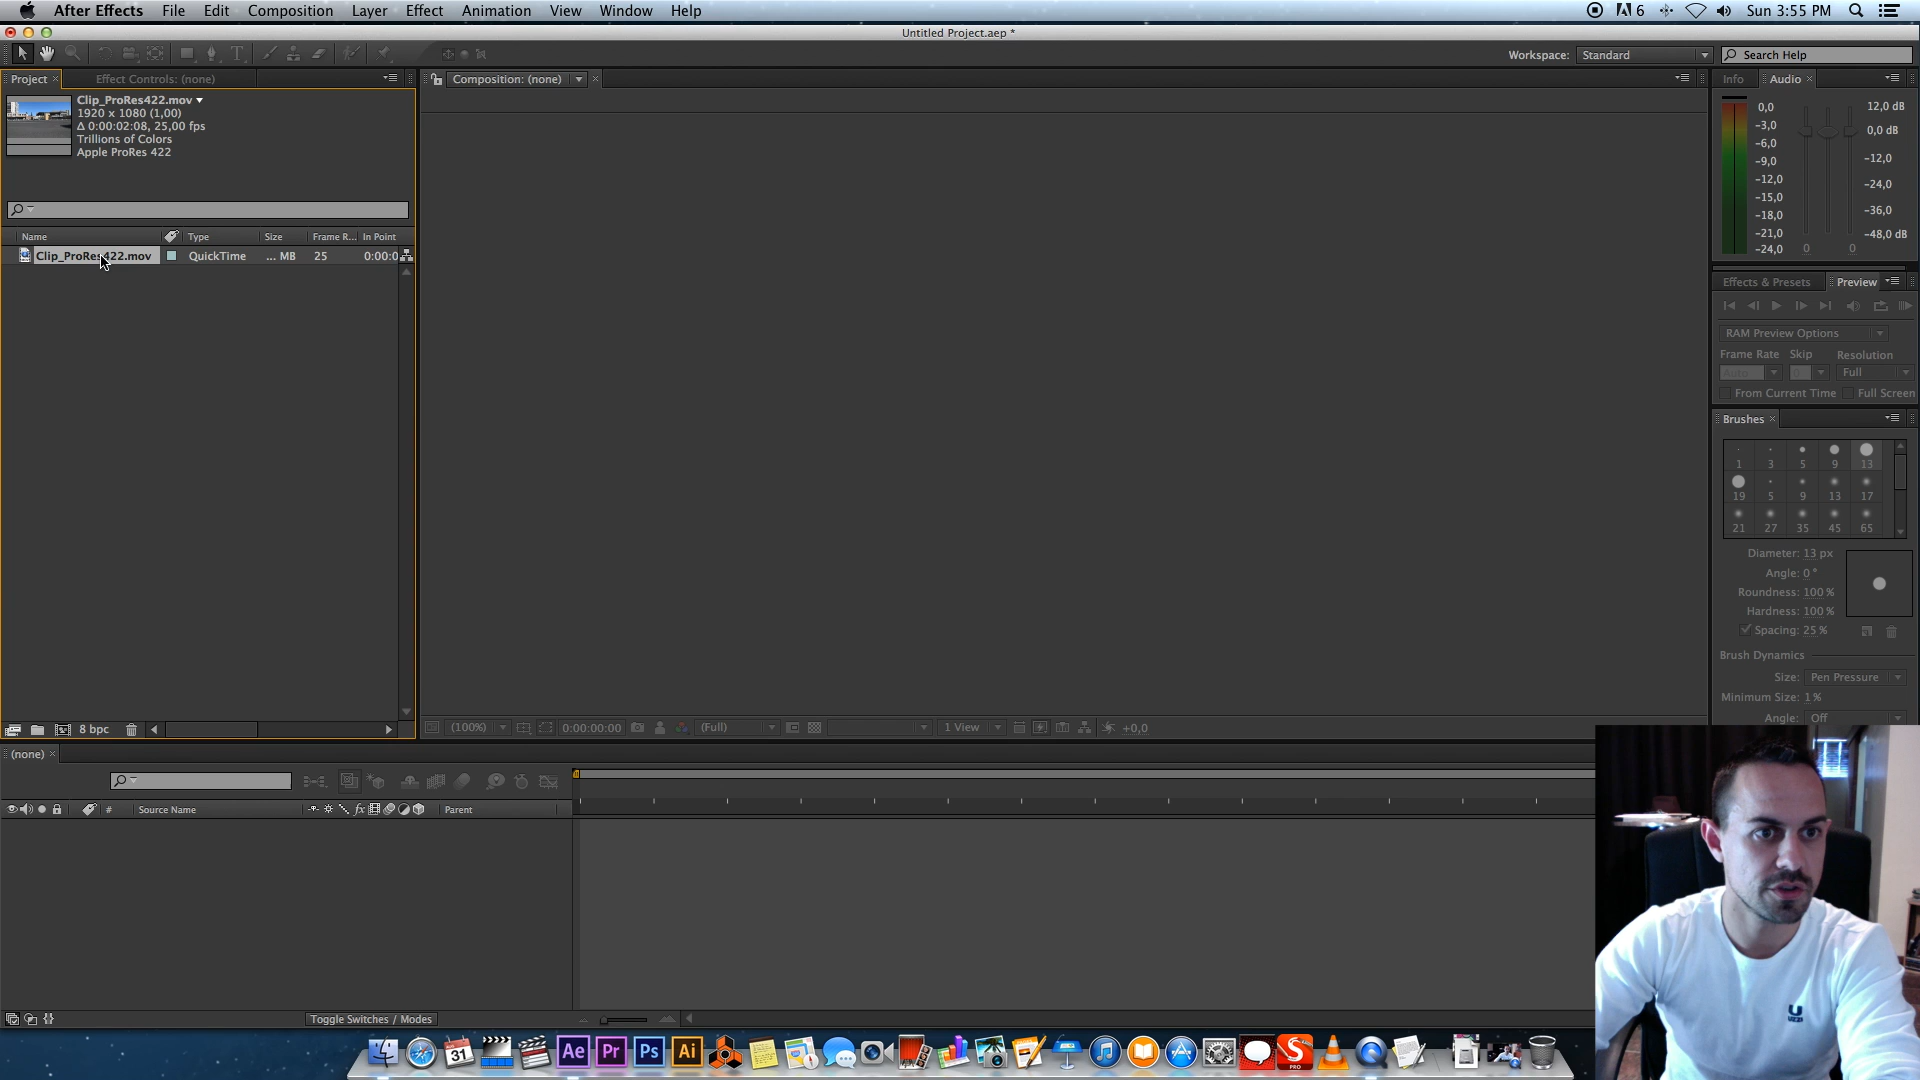 After Effects File Edit Composition Layer Effect Animation View Window Help
6 Sun 3:55 PM
Untitled Project.aep *
Workspace: Standard
Search Help
Project
Effect Controls: (none)
Composition: (none)
Info
Audio
Clip_ProRes422.mov
1920 x 1080 (1,00)
Δ 0:00:02:08, 25,00 fps
Trillions of Colors
Apple ProRes 422
0,0
-3,0
-6,0
-9,0
-12,0
-15,0
-18,0
-21,0
-24,0
0
0
12,0 dB
0,0 dB
-12,0
-24,0
-36,0
-48,0 dB
Name Type Size Frame R... In Point
Clip_ProRes422.mov QuickTime ... MB 25 0:00:0
Effects & Presets
Preview
RAM Preview Options
Frame Rate Skip Resolution
Auto 0 Full
From Current Time Full Screen
Brushes
1 3 5 9 13
19 5 9 13 17
21 27 35 45 65
Diameter: 13 px
Angle: 0°
Roundness: 100 %
Hardness: 100 %
Spacing: 25 %
Brush Dynamics
Size: Pen Pressure
Minimum Size: 1 %
Angle: Off
8 bpc
(100%) 0:00:00:00 (Full) 1 View +0,0
(none)
# Source Name fx Parent
Toggle Switches / Modes
31 Ae Pr Ps Ai
PRO